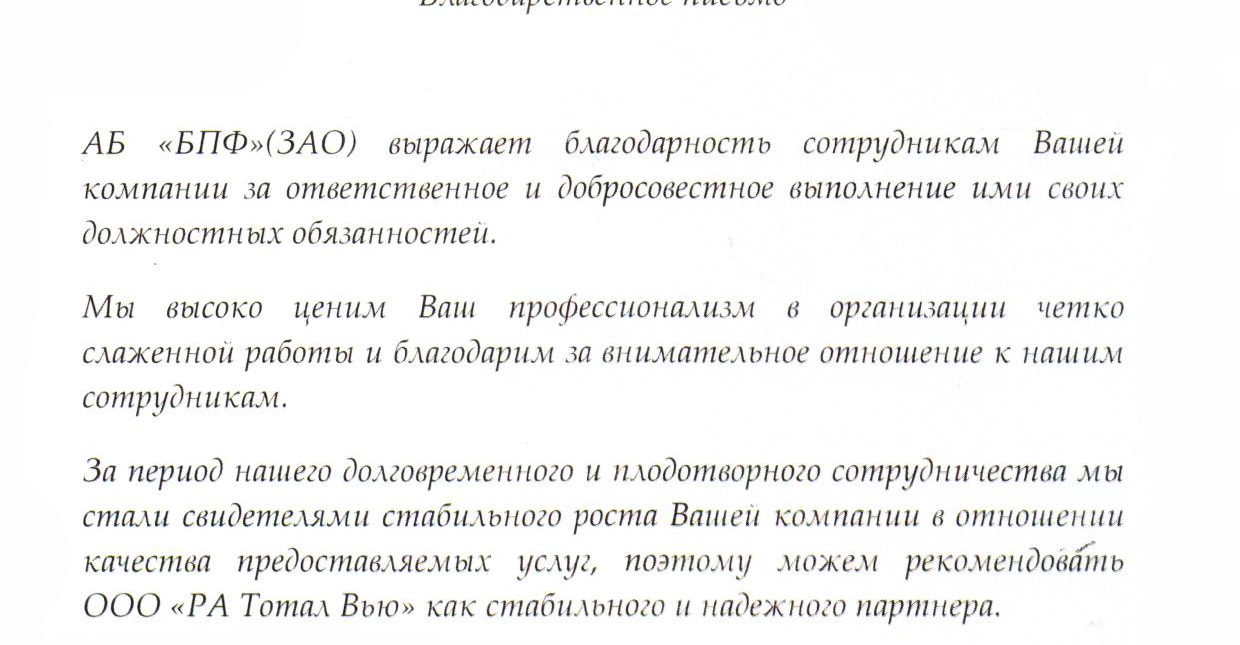 Благодарственное письмо
АБ «БПФ»(ЗАО) выражает благодарность сотрудникам Вашей
компании за ответственное и добросовестное выполнение ими своих
должностных обязанностей.
Мы высоко ценим Ваш профессионализм в организации четко
слаженной работы и благодарим за внимательное отношение к нашим
сотрудникам.
За период нашего долговременного и плодотворного сотрудничества мы
стали свидетелями стабильного роста Вашей компании в отношении
качества предоставляемых услуг, поэтому можем рекомендовать
ООО «РА Тотал Вью» как стабильного и надежного партнера.